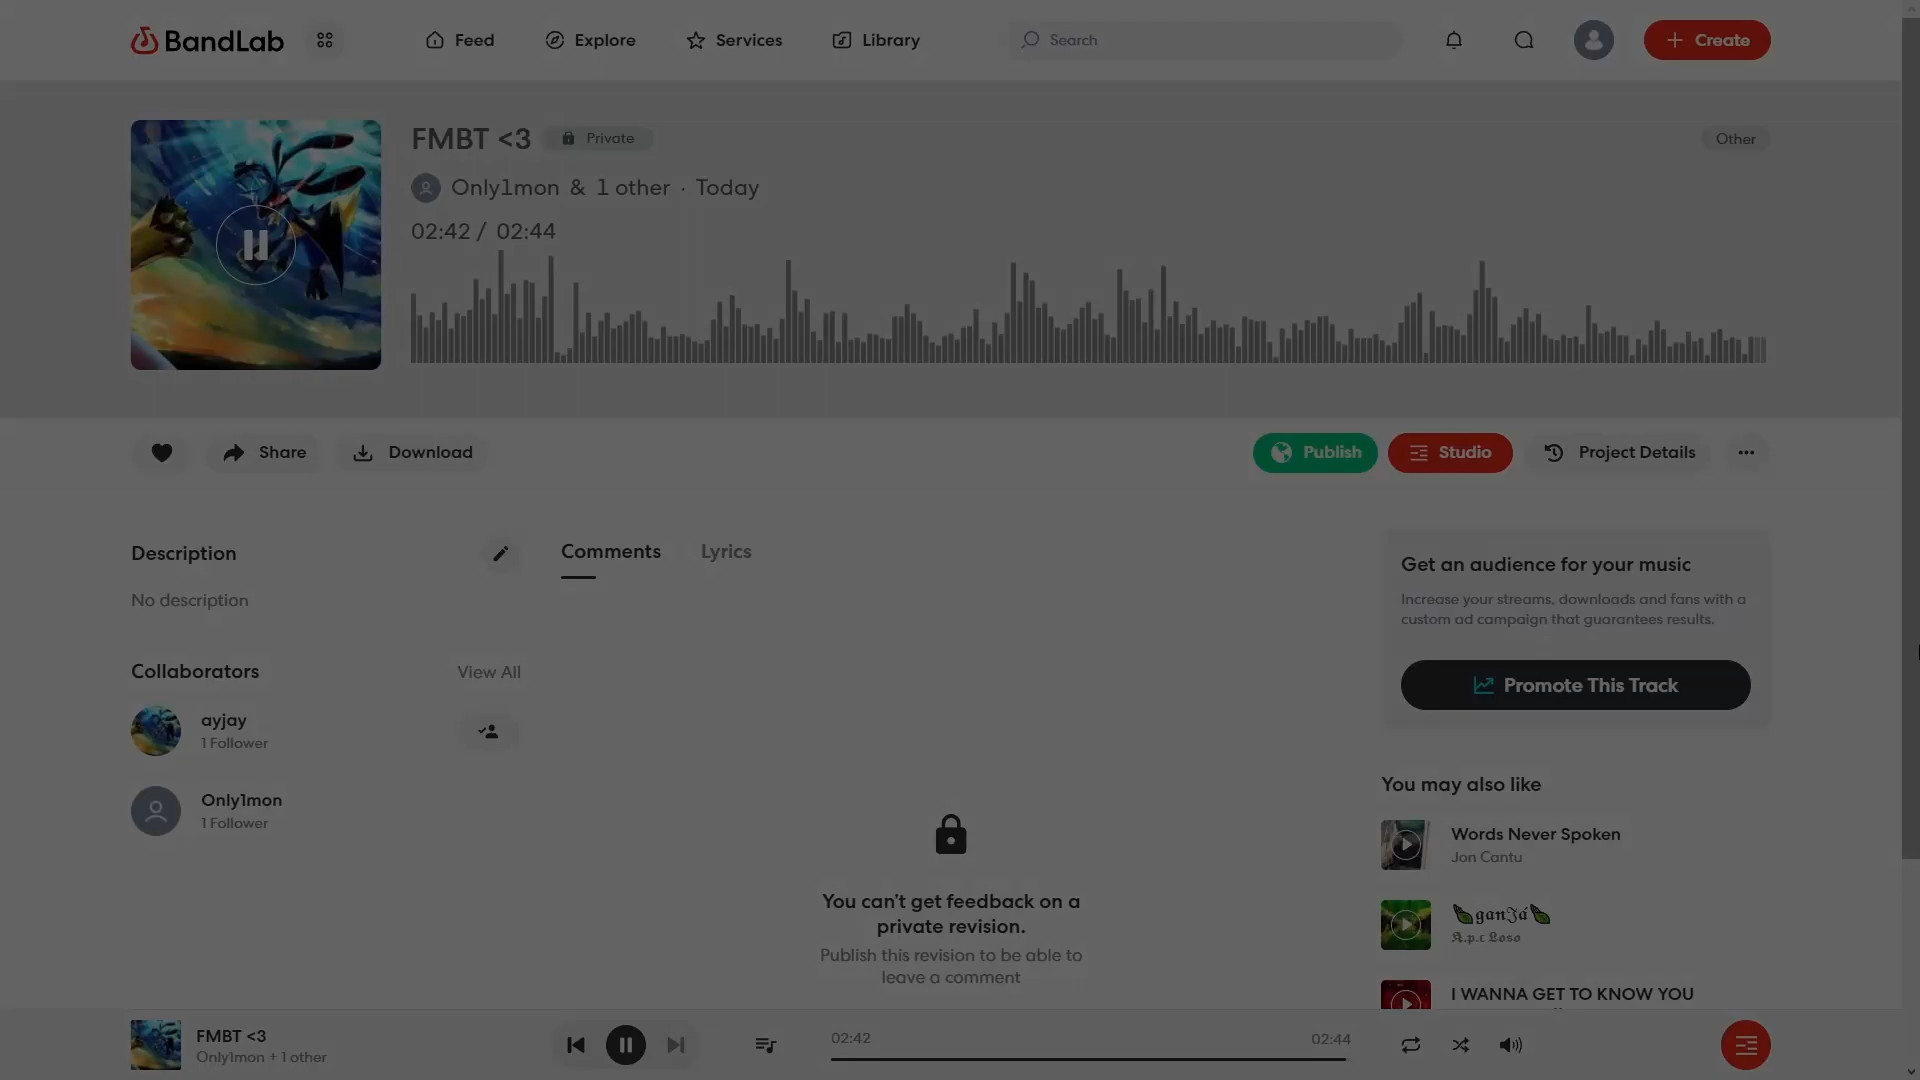 BandLab
Feed
Explore
Services
Library
Search
Create
FMBT <3
Private
Other
Only1mon & 1 other · Today
02:42 / 02:44
Share
Download
Publish
Studio
Project Details
Description
No description
Comments
Lyrics
Get an audience for your music
Increase your streams, downloads and fans with a
custom ad campaign that guarantees results.
Promote This Track
Collaborators
View All
ayjay
1 Follower
Only1mon
1 Follower
You can't get feedback on a
private revision.
Publish this revision to be able to
leave a comment
You may also like
Words Never Spoken
Jon Cantu
𝖌𝖆𝖓𝕵á
𝕬.𝖕.𝖈 𝕷𝖔𝖘𝖔
I WANNA GET TO KNOW YOU
FMBT <3
Only1mon + 1 other
02:42
02:44